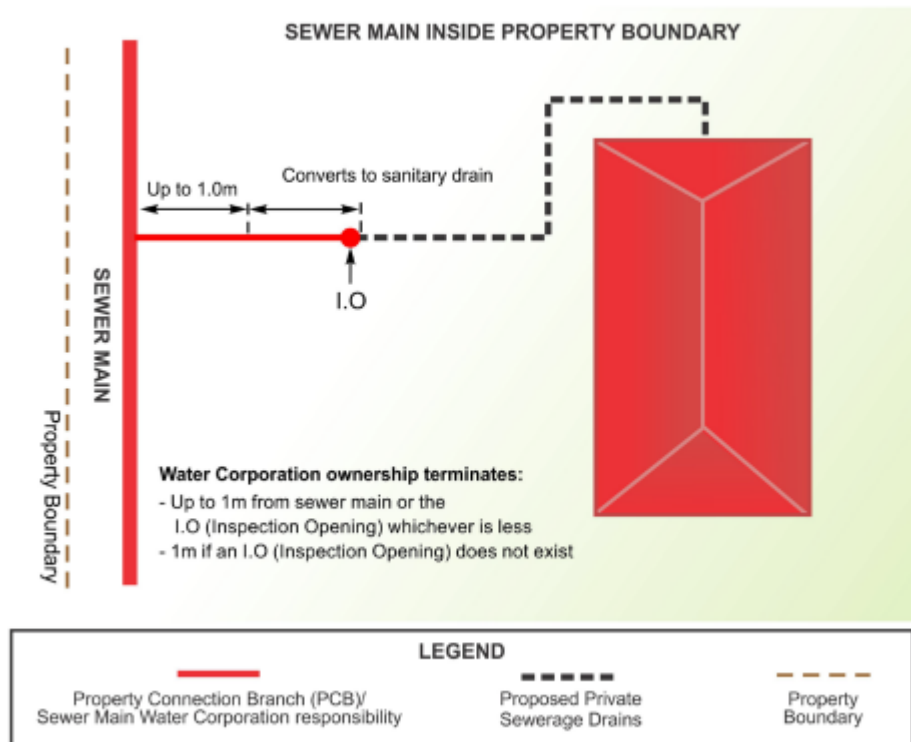 SEWER MAIN INSIDE PROPERTY BOUNDARY
Up to 1.0m
Converts to sanitary drain
I.O
SEWER MAIN
Property Boundary
Water Corporation ownership terminates:
- Up to 1m from sewer main or the
I.O (Inspection Opening) whichever is less
- 1m if an I.O (Inspection Opening) does not exist
LEGEND
Property Connection Branch (PCB)/
Sewer Main Water Corporation responsibility
Proposed Private
Sewerage Drains
Property
Boundary